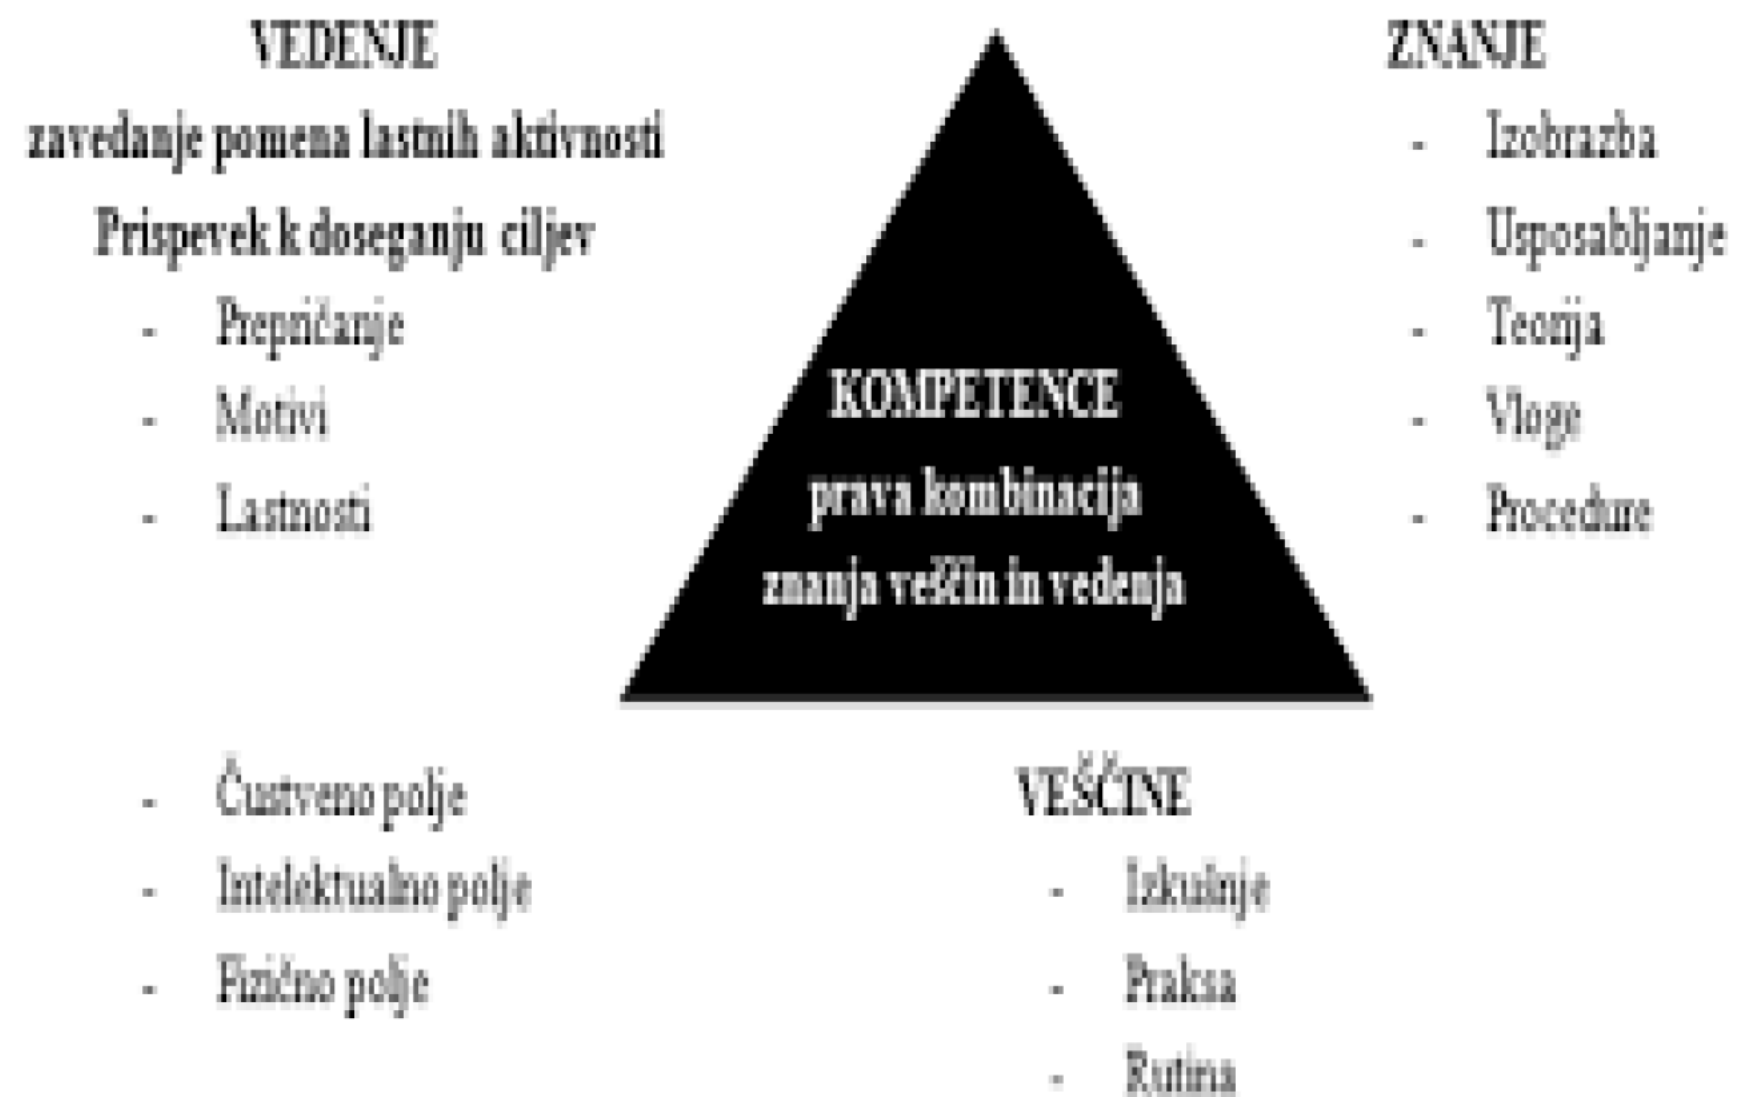 VEDENJE
zavedanje pomena lastnih aktivnosti
Prispevek k doseganju ciljev
- Prepričanje
- Motivi
- Lastnosti
- Čustveno polje
- Intelektualno polje
- Fizično polje
KOMPETENCE
prava kombinacija
znanja veščin in vedenja
ZNANJE
- Izobrazba
- Usposabljanje
- Teorija
- Vloge
- Procedure
VEŠČINE
- Izkušnje
- Praksa
- Rutina